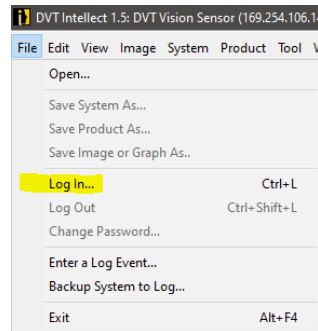 DVT Intellect 1.5: DVT Vision Sensor (169.254.106.1
File Edit View Image System Product Tool
Open...
Save System As...
Save Product As...
Save Image or Graph As..
Log In... Ctrl+L
Log Out Ctrl+Shift+L
Change Password...
Enter a Log Event...
Backup System to Log...
Exit Alt+F4